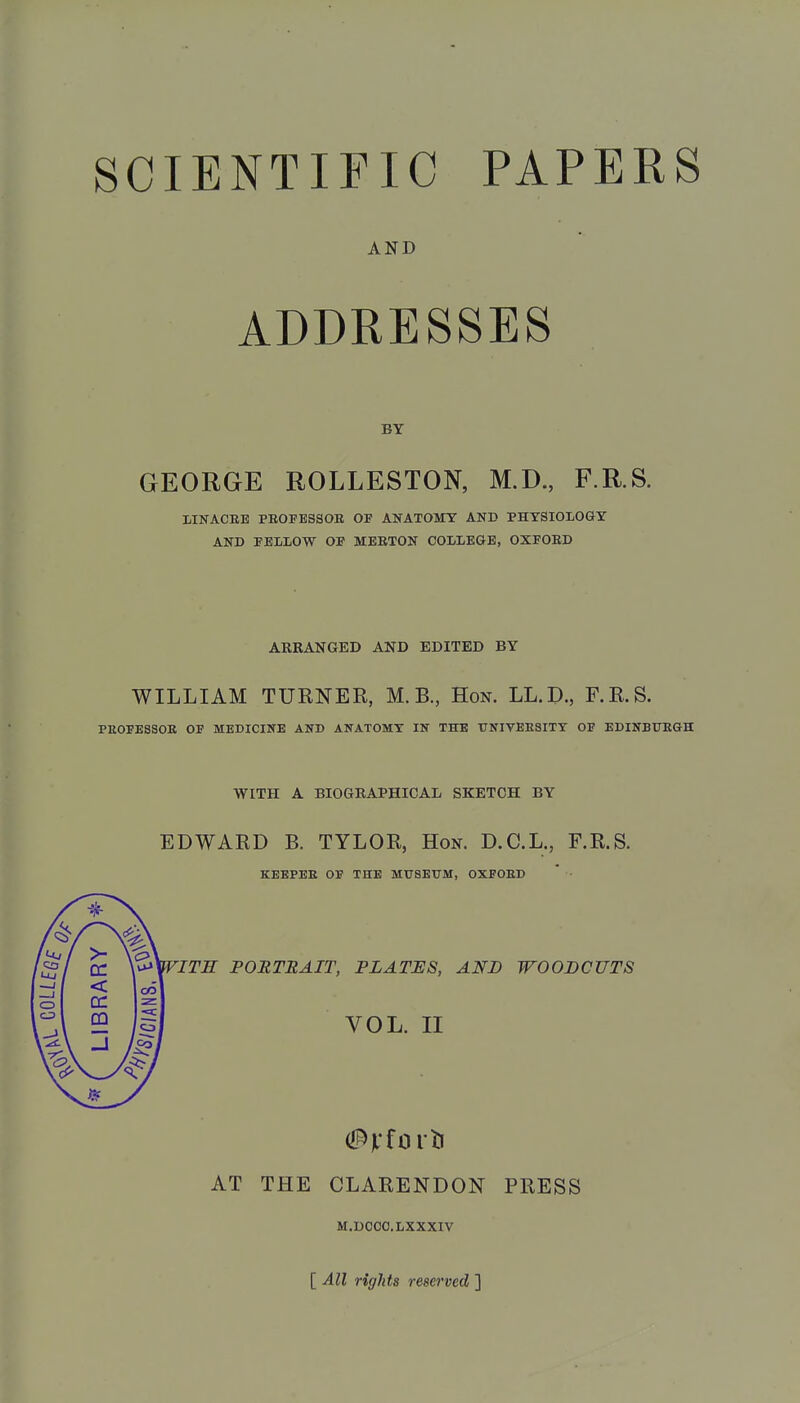 SCIENTIFIC PAPERS
AND
ADDRESSES
BY
GEORGE ROLLESTON, M.D., F.R.S.
LINACRE PROFESSOR OF ANATOMY AND PHYSIOLOGY
AND FELLOW OF MERTON COLLEGE, OXFORD
ARRANGED AND EDITED BY
WILLIAM TURNER, M.B., HON. LL.D., F.R.S.
PROFESSOR OF MEDICINE AND ANATOMY IN THE UNIVERSITY OF EDINBURGH
WITH A BIOGRAPHICAL SKETCH BY
EDWARD B. TYLOR, HON. D.C.L., F.R.S.
KEEPER OF THE MUSEUM, OXFORD
WITH PORTRAIT, PLATES, AND WOODCUTS
VOL. II
ROYAL COLLEGE OF
PHYSICIANS,
LIBRARY
Oxford
AT THE CLARENDON PRESS
M.DCCC.LXXXIV
[ All rights reserved ]